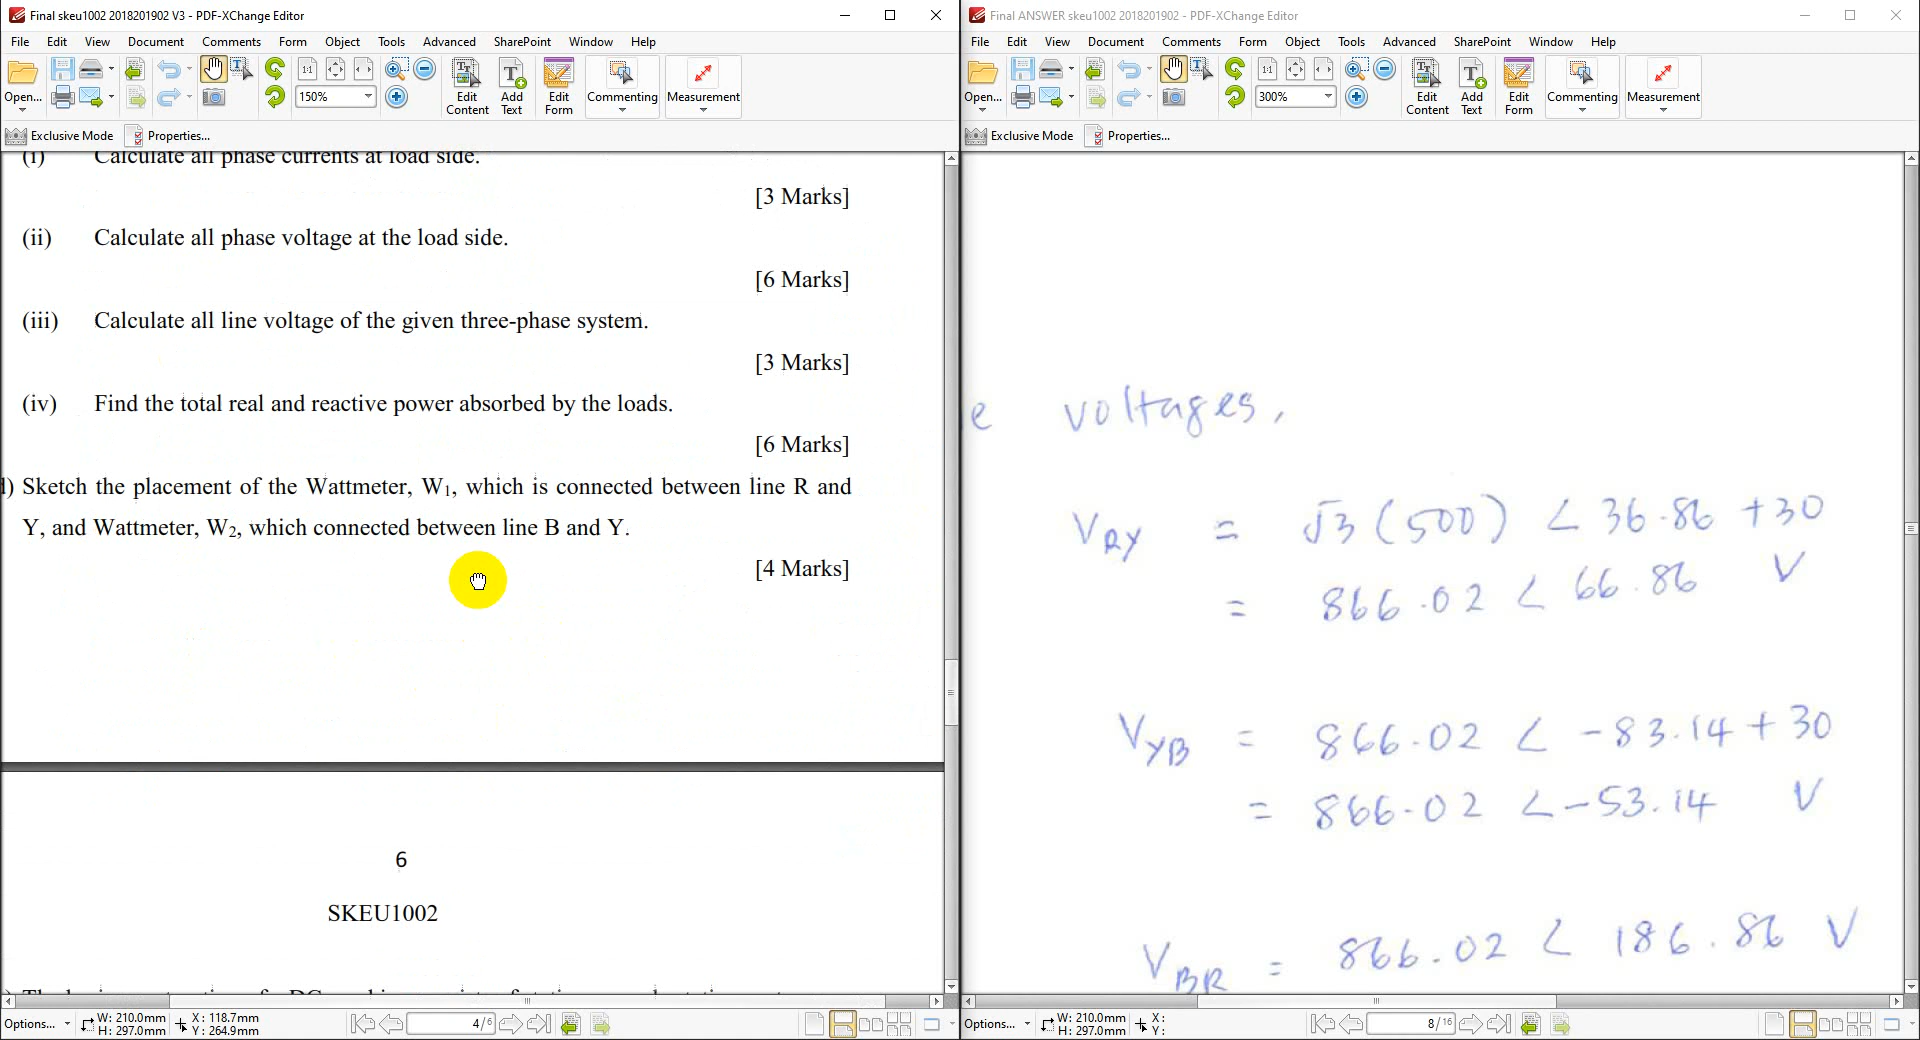 Final skeu1002 2018201902 V3 - PDF-XChange Editor
File Edit View Document Comments Form Object Tools Advanced SharePoint Window Help
Open...
150%
Edit Content
Add Text
Edit Form
Commenting
Measurement
Exclusive Mode Properties...
(i) Calculate all phase currents at load side.
[3 Marks]
(ii) Calculate all phase voltage at the load side.
[6 Marks]
(iii) Calculate all line voltage of the given three-phase system.
[3 Marks]
(iv) Find the total real and reactive power absorbed by the loads.
[6 Marks]
) Sketch the placement of the Wattmeter, W₁, which is connected between line R and
Y, and Wattmeter, W₂, which connected between line B and Y.
[4 Marks]
6
SKEU1002
Options...
W: 210.0mm
H: 297.0mm
X: 118.7mm
Y: 264.9mm
4/6
Final ANSWER skeu1002 2018201902 - PDF-XChange Editor
File Edit View Document Comments Form Object Tools Advanced SharePoint Window Help
Open...
300%
Edit Content
Add Text
Edit Form
Commenting
Measurement
Exclusive Mode Properties...
e voltages,
V_RY = √3 (500) ∠ 36.86 + 30
= 866.02 ∠ 66.86 V
V_YB = 866.02 ∠ -83.14 + 30
= 866.02 ∠ -53.14 V
V_BR = 866.02 ∠ 186.86 V
Options...
W: 210.0mm
H: 297.0mm
X:
Y:
8/16